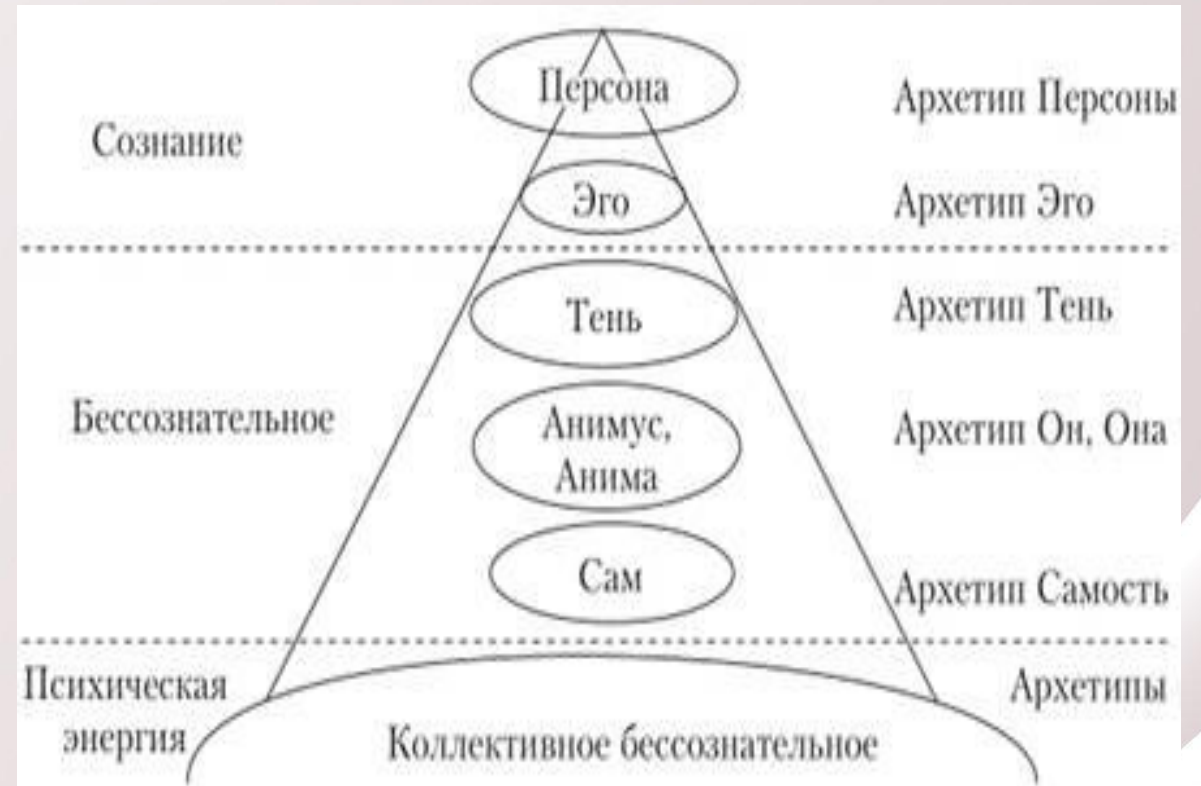 Персона
Архетип Персоны
Сознание
Эго
Архетип Эго
Тень
Архетип Тень
Бессознательное
Анимус,
Анима
Архетип Он, Она
Сам
Архетип Самость
Психическая
энергия
Архетипы
Коллективное бессознательное